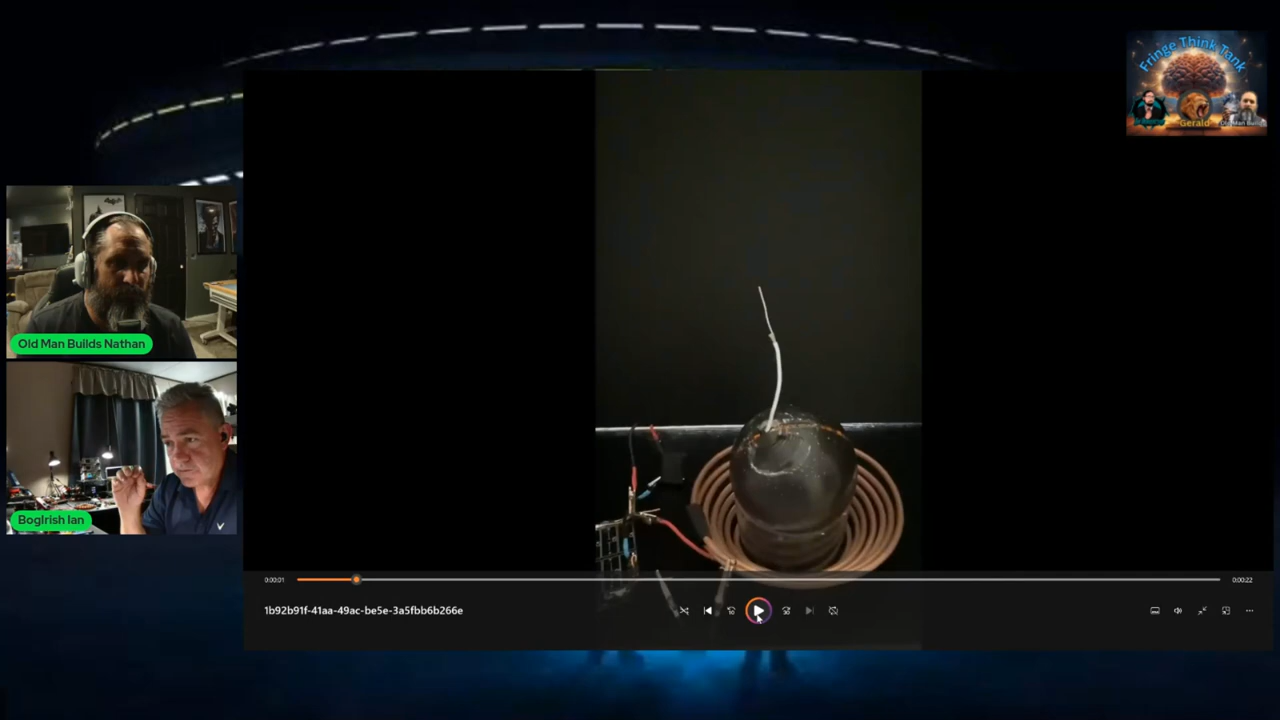 Fringe Think Tank
Gerald
Old Man Builds
Old Man Builds Nathan
BogIrish Ian
0:00:01
0:00:22
1b92b91f-41aa-49ac-be5e-3a5fbb6b266e